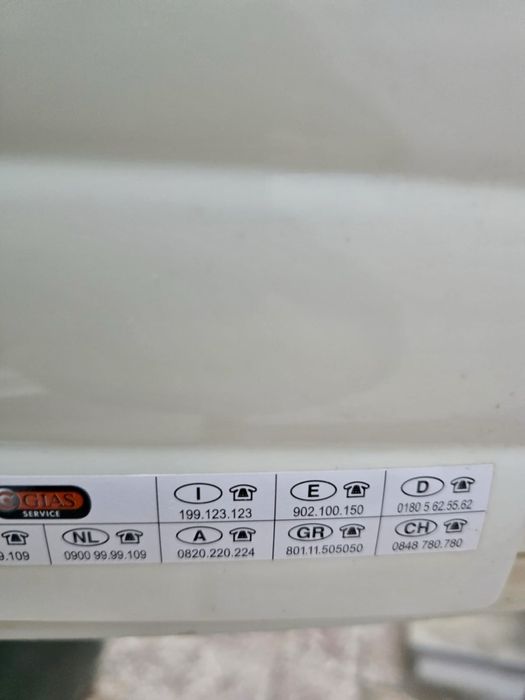 GIAS
SERVICE
I
199.123.123
E
902.100.150
D
0180 5 62.55.62
9.109
NL
0900 99.99.109
A
0820.220.224
GR
801.11.505050
CH
0848 780.780